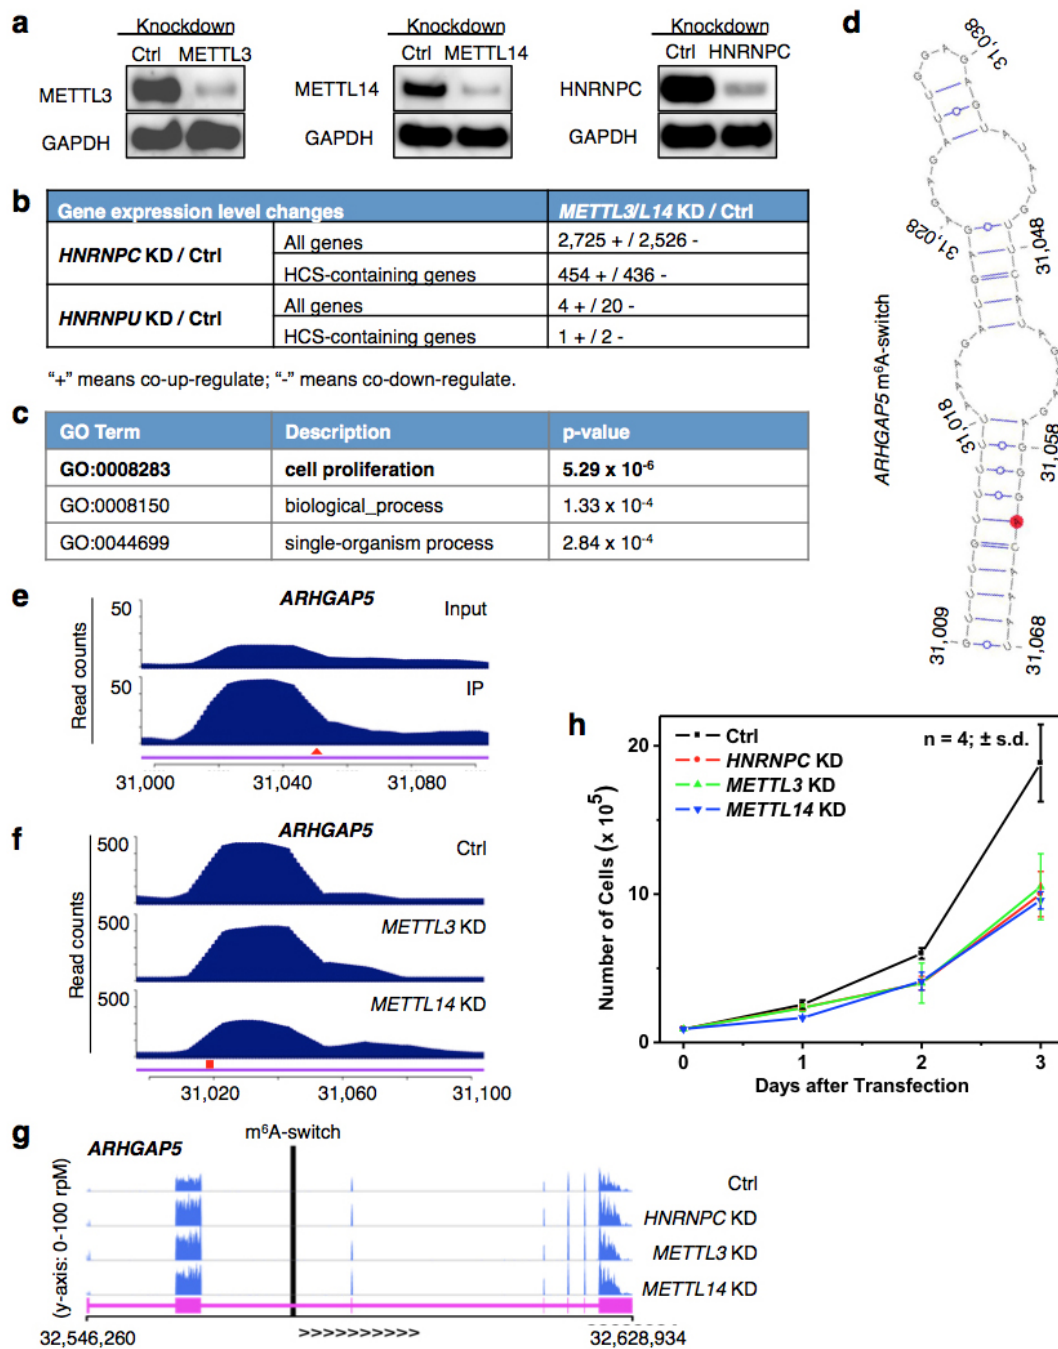 a
Knockdown
Ctrl METTL3
METTL3
GAPDH
Knockdown
Ctrl METTL14
METTL14
GAPDH
Knockdown
Ctrl HNRNPC
HNRNPC
GAPDH
b
Gene expression level changes METTL3/L14 KD / Ctrl
HNRNPC KD / Ctrl
All genes 2,725 + / 2,526 -
HCS-containing genes 454 + / 436 -
HNRNPU KD / Ctrl
All genes 4 + / 20 -
HCS-containing genes 1 + / 2 -
“+” means co-up-regulate; “-” means co-down-regulate.
c
GO Term Description p-value
GO:0008283 cell proliferation 5.29 x 10⁻⁶
GO:0008150 biological_process 1.33 x 10⁻⁴
GO:0044699 single-organism process 2.84 x 10⁻⁴
d
ARHGAP5 m⁶A-switch
31,038
31,028
31,048
31,018
31,058
31,009
31,068
e
ARHGAP5
Read counts
50
Input
50
IP
31,000 31,040 31,080
f
ARHGAP5
Read counts
500
Ctrl
500
METTL3 KD
500
METTL14 KD
31,020 31,060 31,100
g
ARHGAP5
m⁶A-switch
(y-axis: 0-100 rpM)
Ctrl
HNRNPC KD
METTL3 KD
METTL14 KD
32,546,260 >>>>>>>>>> 32,628,934
h
Ctrl
HNRNPC KD
METTL3 KD
METTL14 KD
n = 4; ± s.d.
Number of Cells (x 10⁵)
20
10
0
0 1 2 3
Days after Transfection